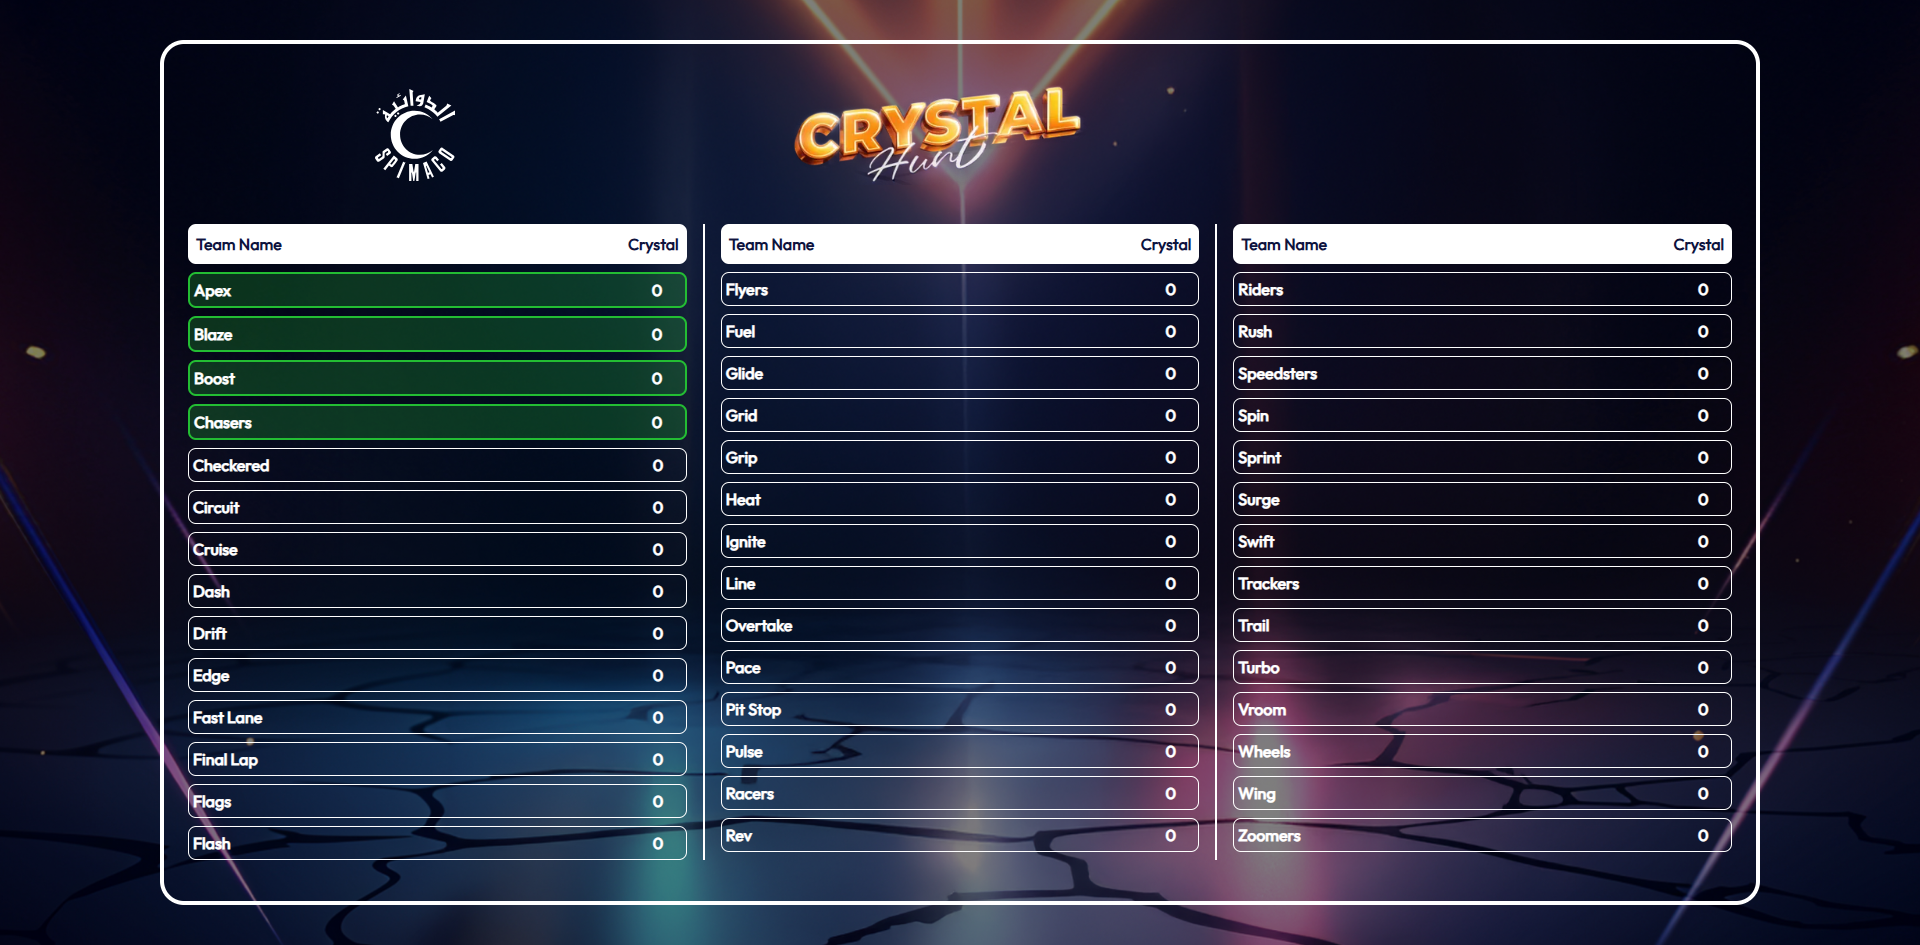 الدوائية
SPIMACO
CRYSTAL
Hunt
Team Name Crystal
Apex 0
Blaze 0
Boost 0
Chasers 0
Checkered 0
Circuit 0
Cruise 0
Dash 0
Drift 0
Edge 0
Fast Lane 0
Final Lap 0
Flags 0
Flash 0
Team Name Crystal
Flyers 0
Fuel 0
Glide 0
Grid 0
Grip 0
Heat 0
Ignite 0
Line 0
Overtake 0
Pace 0
Pit Stop 0
Pulse 0
Racers 0
Rev 0
Team Name Crystal
Riders 0
Rush 0
Speedsters 0
Spin 0
Sprint 0
Surge 0
Swift 0
Trackers 0
Trail 0
Turbo 0
Vroom 0
Wheels 0
Wing 0
Zoomers 0